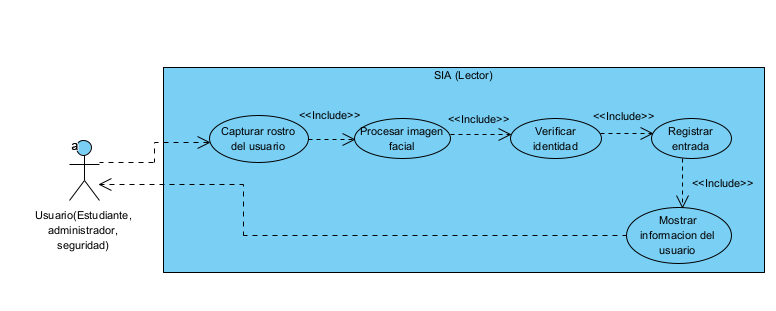 SIA (Lector)
a
Usuario(Estudiante,
administrador,
seguridad)
Capturar rostro
del usuario
<<Include>>
Procesar imagen
facial
<<Include>>
Verificar
identidad
<<Include>>
Registrar
entrada
<<Include>>
Mostrar
informacion del
usuario